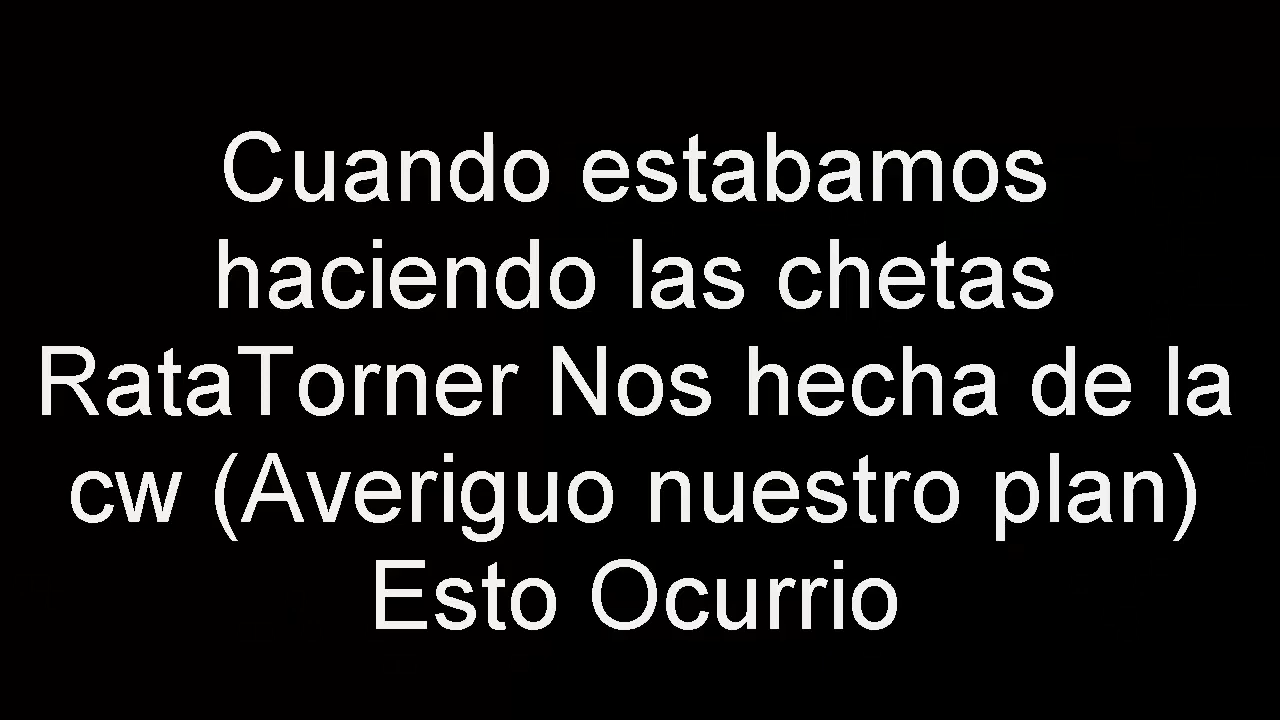 Cuando estabamos
haciendo las chetas
RataTorner Nos hecha de la
cw (Averiguo nuestro plan)
Esto Ocurrio